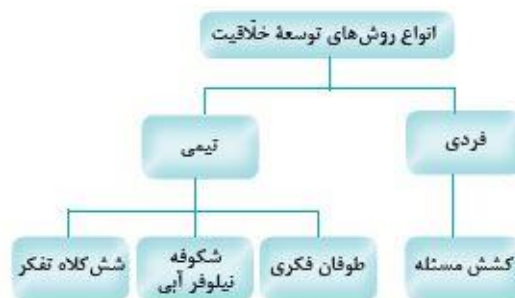 انواع روش‌های توسعهٔ خلّاقیت
فردی
تیمی
کشش مسئله
طوفان فکری
شکوفه
نیلوفر آبی
شش‌کلاه تفکر